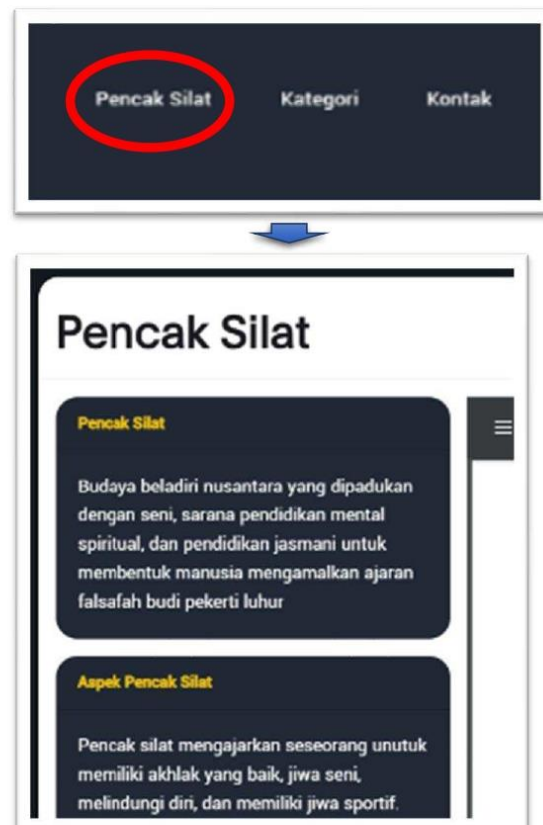 Pencak Silat Kategori Kontak
Pencak Silat
Pencak Silat
Budaya beladiri nusantara yang dipadukan
dengan seni, sarana pendidikan mental
spiritual, dan pendidikan jasmani untuk
membentuk manusia mengamalkan ajaran
falsafah budi pekerti luhur
Aspek Pencak Silat
Pencak silat mengajarkan seseorang unutuk
memiliki akhlak yang baik, jiwa seni,
melindungi diri, dan memiliki jiwa sportif.